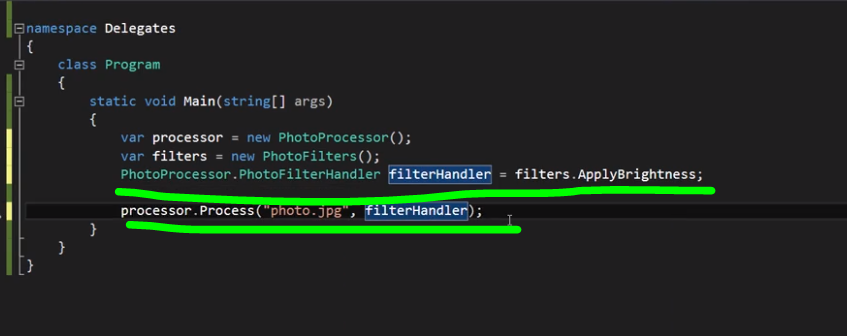 namespace Delegates
{
class Program
{
static void Main(string[] args)
{
var processor = new PhotoProcessor();
var filters = new PhotoFilters();
PhotoProcessor.PhotoFilterHandler filterHandler = filters.ApplyBrightness;
processor.Process("photo.jpg", filterHandler);
}
}
}